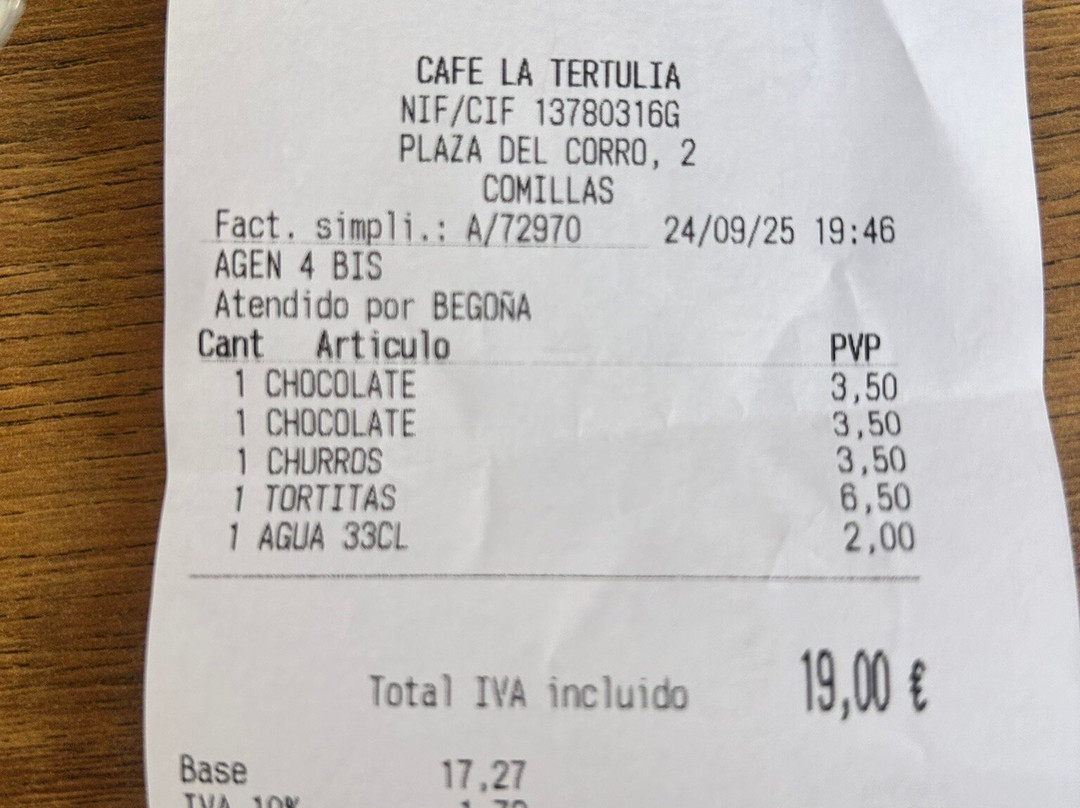 CAFE LA TERTULIA
NIF/CIF 13780316G
PLAZA DEL CORRO, 2
COMILLAS
Fact. simpli.: A/72970 24/09/25 19:46
AGEN 4 BIS
Atendido por BEGOÑA
Cant Articulo PVP
1 CHOCOLATE 3,50
1 CHOCOLATE 3,50
1 CHURROS 3,50
1 TORTITAS 6,50
1 AGUA 33CL 2,00
Total IVA incluido 19,00 €
Base 17,27
IVA 10%